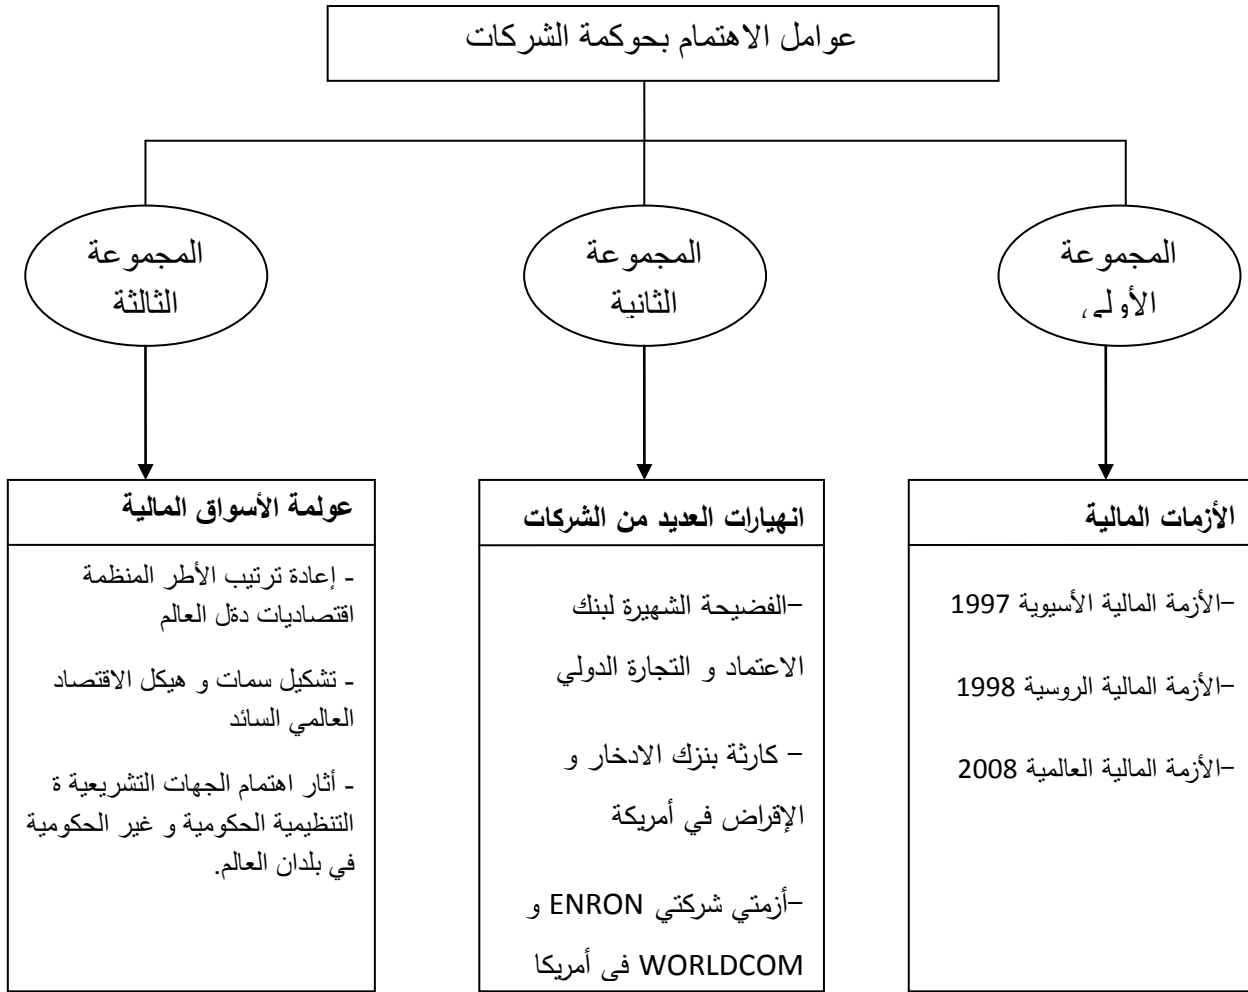 عوامل الاهتمام بحوكمة الشركات
المجموعة
الأولى
المجموعة
الثانية
المجموعة
الثالثة
الأزمات المالية
-الأزمة المالية الأسيوية 1997
-الأزمة المالية الروسية 1998
-الأزمة المالية العالمية 2008
انهيارات العديد من الشركات
-الفضيحة الشهيرة لبنك
الاعتماد و التجارة الدولي
- كارثة بنزك الادخار و
الإقراض في أمريكة
-أزمتي شركتي ENRON و
WORLDCOM في أمريكا
عولمة الأسواق المالية
- إعادة ترتيب الأطر المنظمة
اقتصاديات دةل العالم
- تشكيل سمات و هيكل الاقتصاد
العالمي السائد
- أثار اهتمام الجهات التشريعية ة
التنظيمية الحكومية و غير الحكومية
في بلدان العالم.